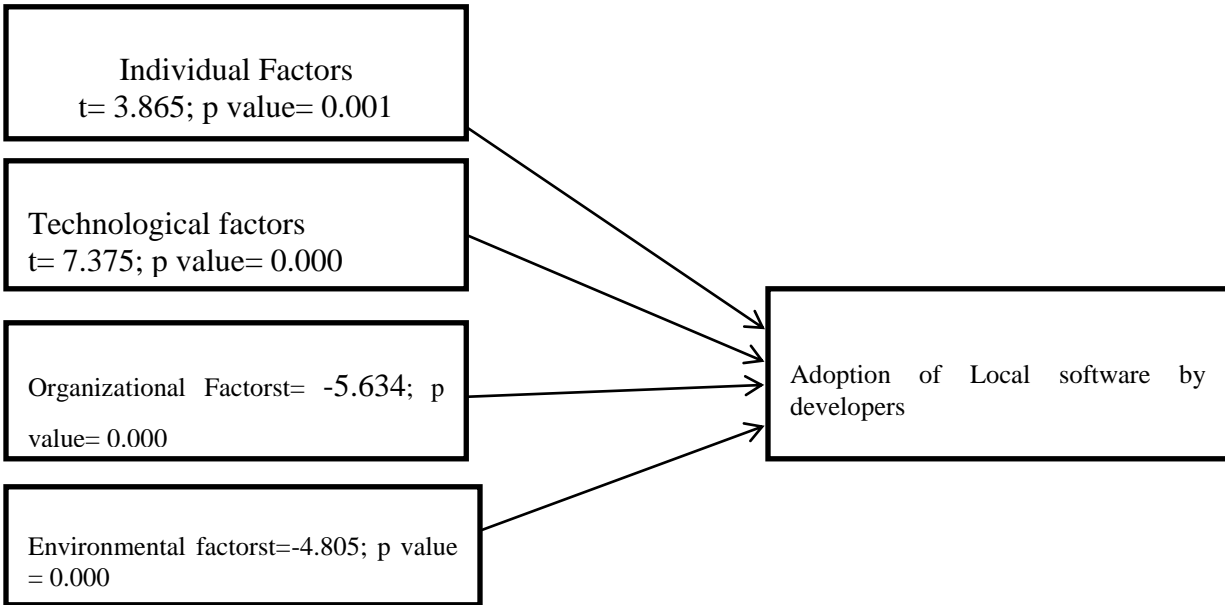 Individual Factors
t= 3.865; p value= 0.001
Technological factors
t= 7.375; p value= 0.000
Organizational Factorst= -5.634; p
value= 0.000
Environmental factorst=-4.805; p value
= 0.000
Adoption of Local software by
developers